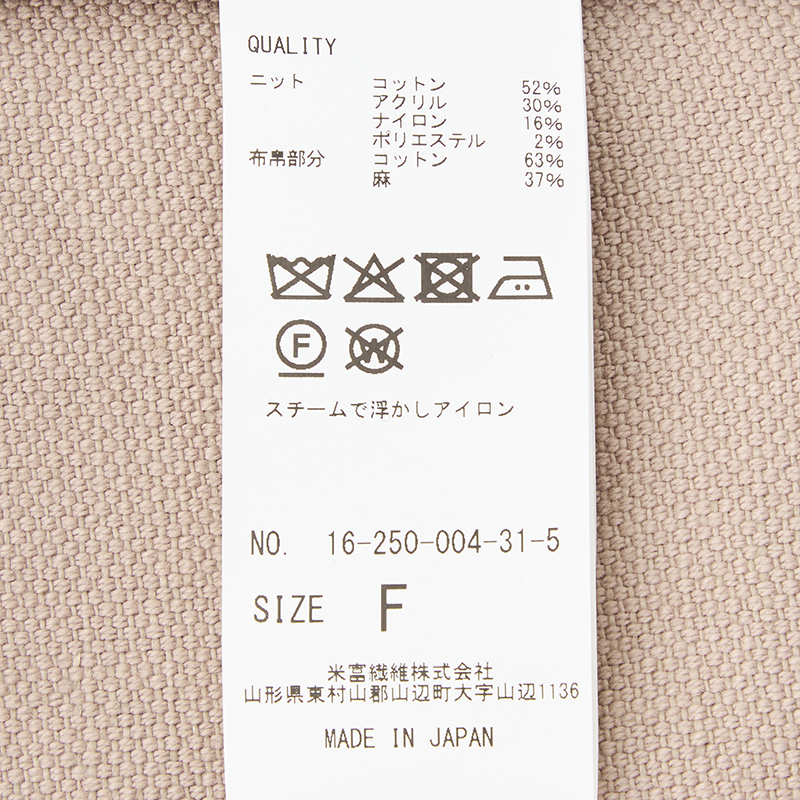 QUALITY
ニット コットン 52%
アクリル 30%
ナイロン 16%
ポリエステル 2%
布帛部分 コットン 63%
麻 37%
F W
スチームで浮かしアイロン
NO. 16-250-004-31-5
SIZE F
米富繊維株式会社
山形県東村山郡山辺町大字山辺1136
MADE IN JAPAN